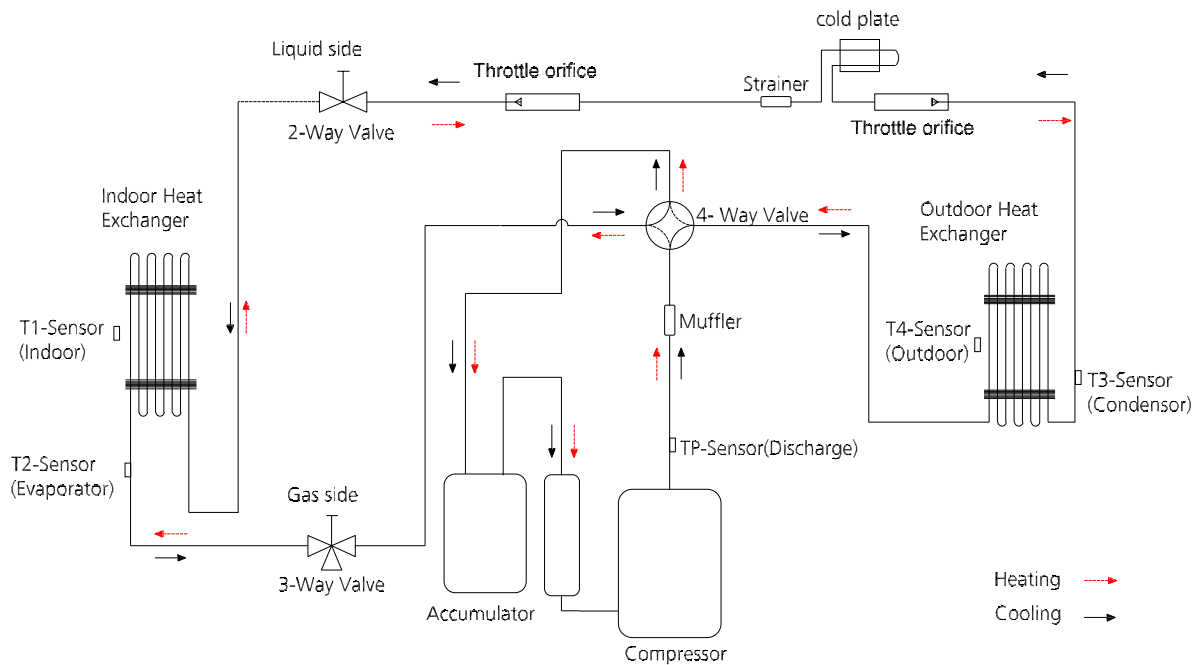 cold plate
Liquid side
Throttle orifice
Strainer
2-Way Valve
Throttle orifice
Indoor Heat
Exchanger
4- Way Valve
Outdoor Heat
Exchanger
T1-Sensor
(Indoor)
Muffler
T4-Sensor
(Outdoor)
T3-Sensor
(Condensor)
TP-Sensor(Discharge)
T2-Sensor
(Evaporator)
Gas side
3-Way Valve
Accumulator
Compressor
Heating
Cooling